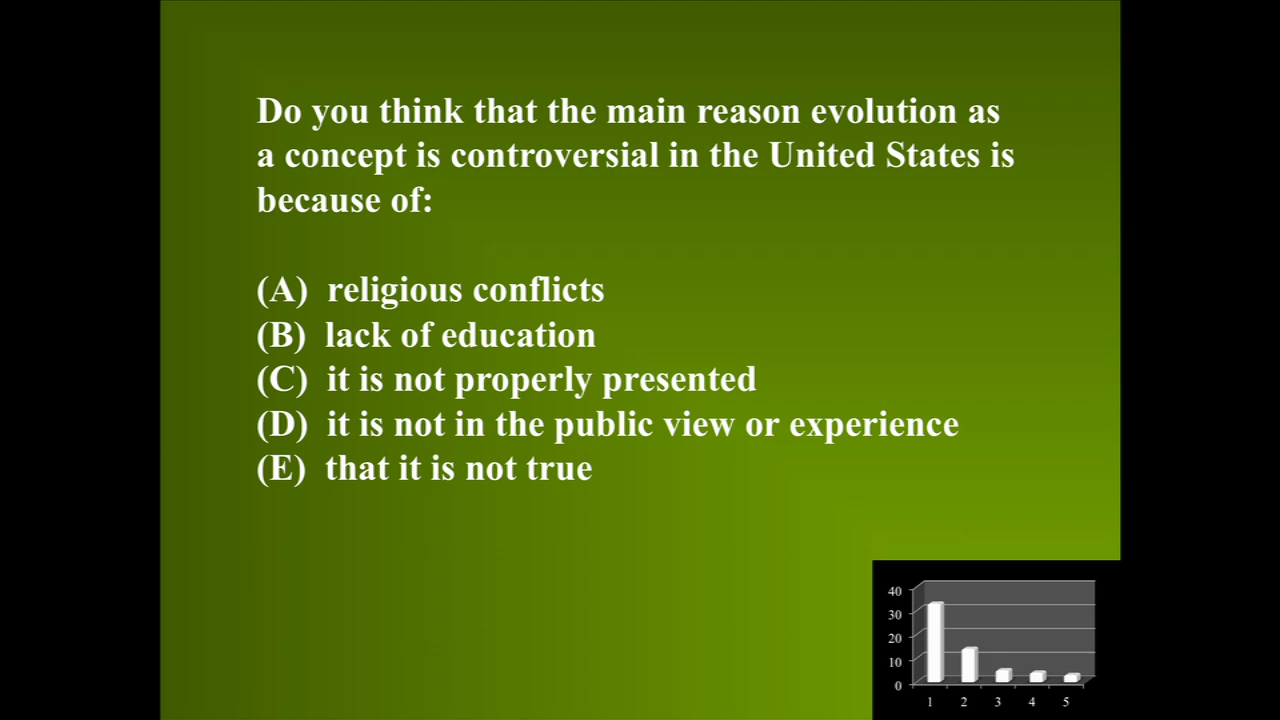 Do you think that the main reason evolution as
a concept is controversial in the United States is
because of:
(A) religious conflicts
(B) lack of education
(C) it is not properly presented
(D) it is not in the public view or experience
(E) that it is not true
40
30
20
10
0
1 2 3 4 5